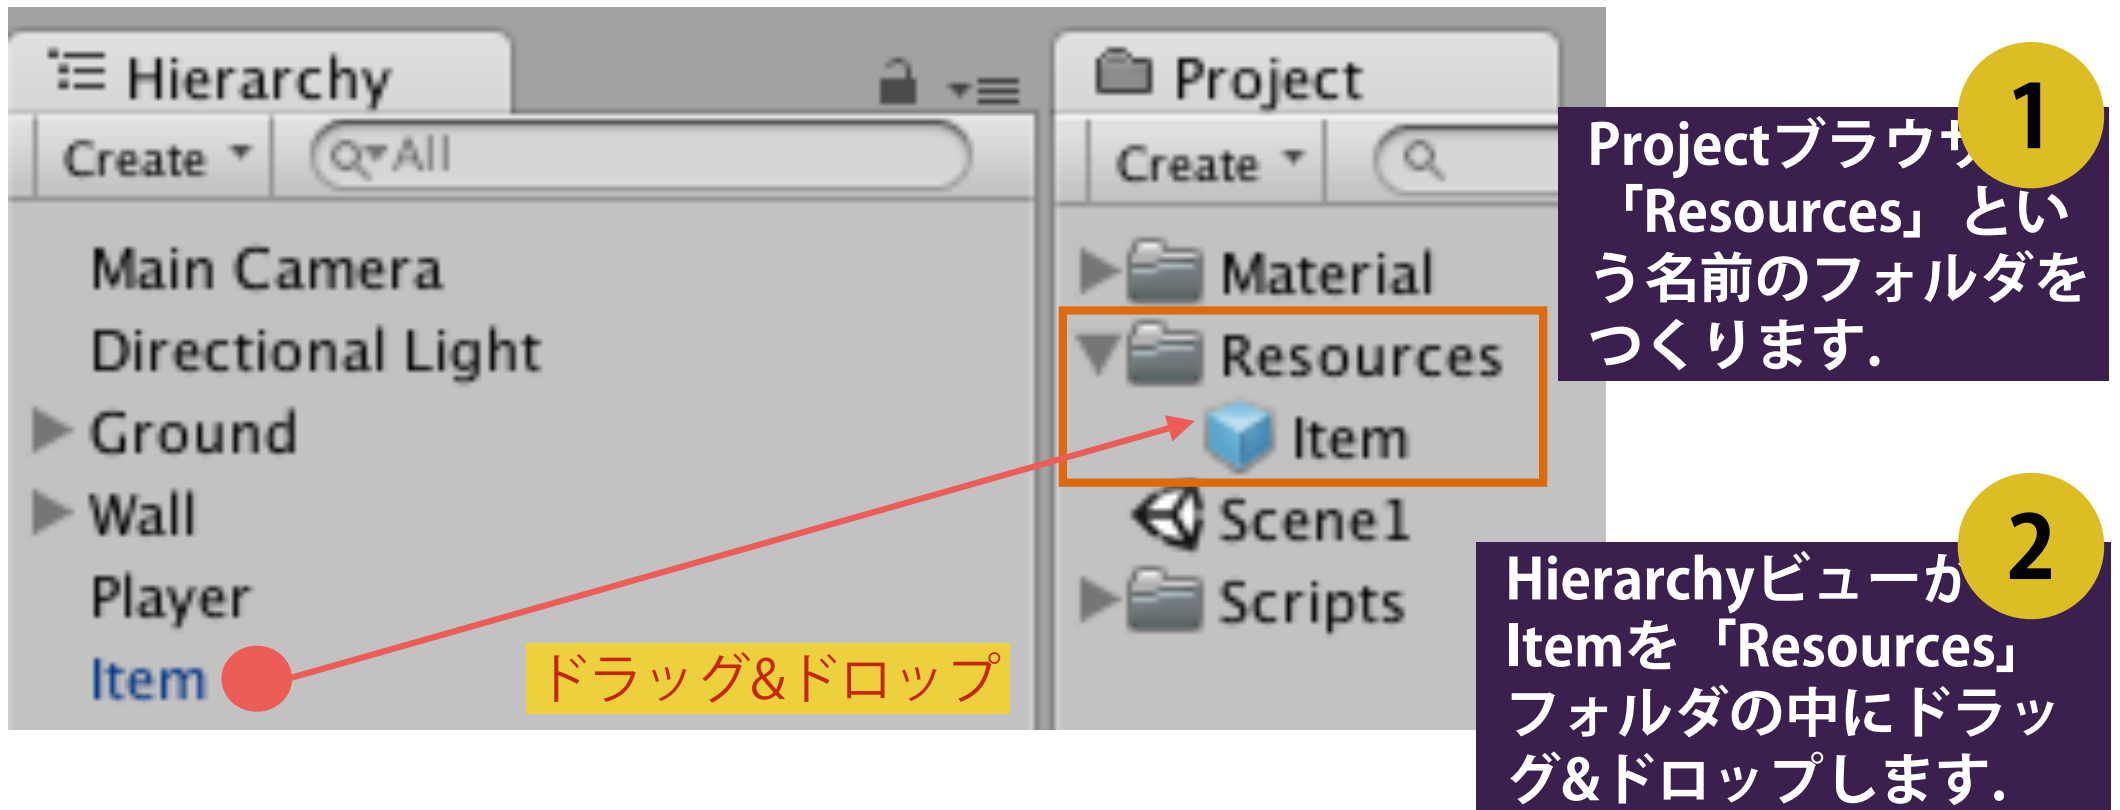 Hierarchy
Create
All
Main Camera
Directional Light
Ground
Wall
Player
Item
ドラッグ&ドロップ
Project
Create
Material
Resources
Item
Scene1
Scripts
1
Projectブラウサ
「Resources」とい
う名前のフォルダを
つくります.
2
Hierarchyビューか
Itemを「Resources」
フォルダの中にドラッ
グ&ドロップします.